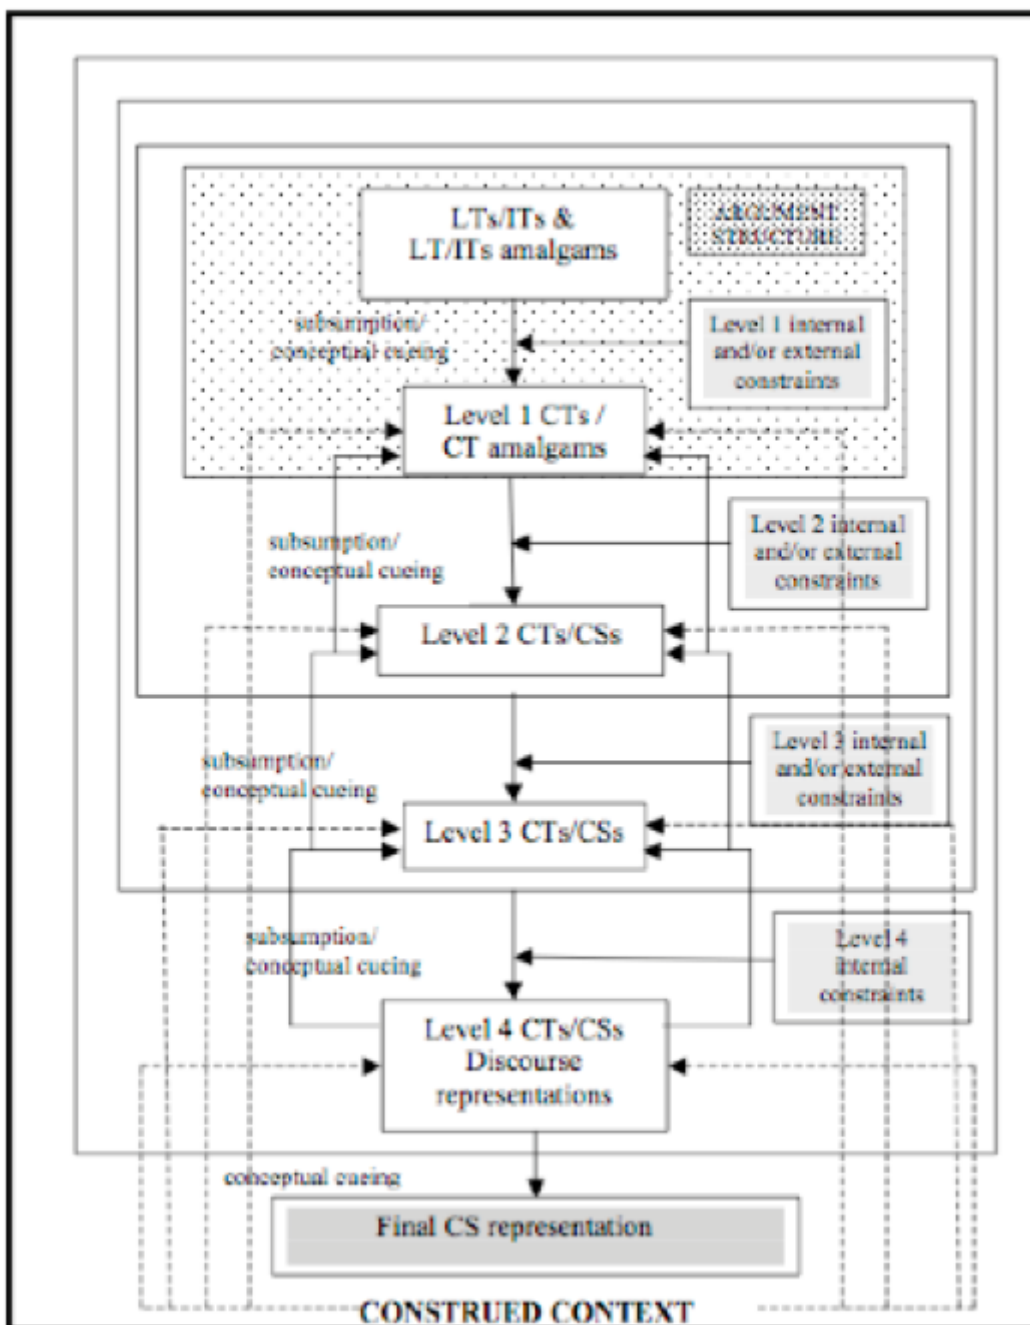 LTs/ITs &
LT/ITs amalgams
ARGUMENT
STRUCTURE
subsumption/
conceptual cueing
Level 1 internal
and/or external
constraints
Level 1 CTs /
CT amalgams
Level 2 internal
and/or external
constraints
subsumption/
conceptual cueing
Level 2 CTs/CSs
Level 3 internal
and/or external
constraints
subsumption/
conceptual cueing
Level 3 CTs/CSs
subsumption/
conceptual cueing
Level 4
internal
constraints
Level 4 CTs/CSs
Discourse
representations
conceptual cueing
Final CS representation
CONSTRUED CONTEXT